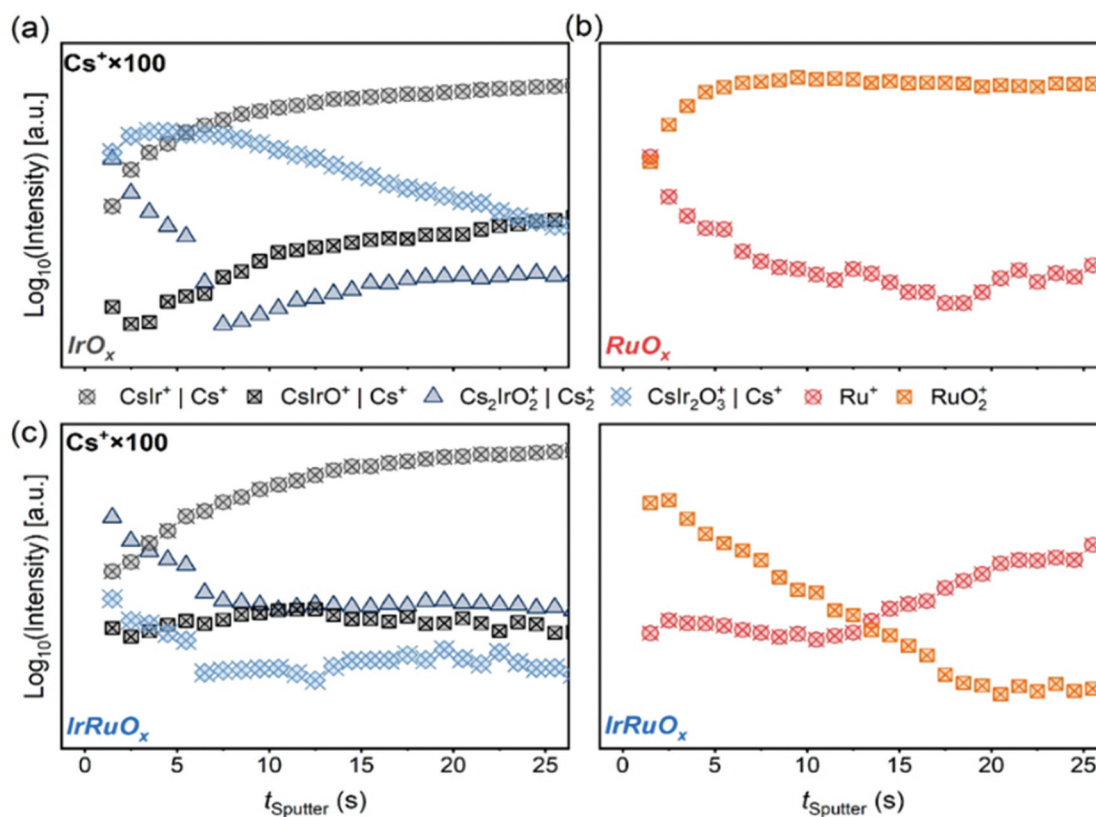 (a)
(b)
Cs⁺×100
Log₁₀(Intensity) [a.u.]
IrOₓ
RuOₓ
CsIr⁺ | Cs⁺
CsIrO⁺ | Cs⁺
Cs₂IrO₂⁺ | Cs₂⁺
CsIr₂O₃⁺ | Cs⁺
Ru⁺
RuO₂⁺
(c)
Cs⁺×100
Log₁₀(Intensity) [a.u.]
IrRuOₓ
IrRuOₓ
0 5 10 15 20 25
0 5 10 15 20 25
t_Sputter (s)
t_Sputter (s)